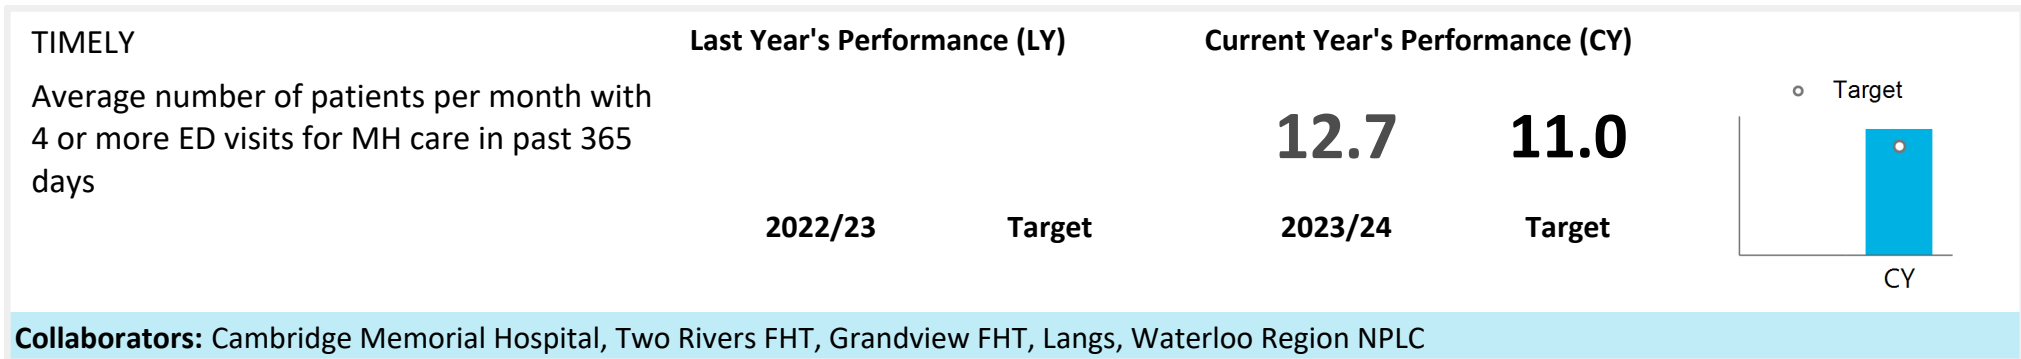 TIMELY
Last Year's Performance (LY)
Current Year's Performance (CY)
Average number of patients per month with
4 or more ED visits for MH care in past 365
days
12.7
11.0
2022/23
Target
2023/24
Target
Target
CY
Collaborators: Cambridge Memorial Hospital, Two Rivers FHT, Grandview FHT, Langs, Waterloo Region NPLC